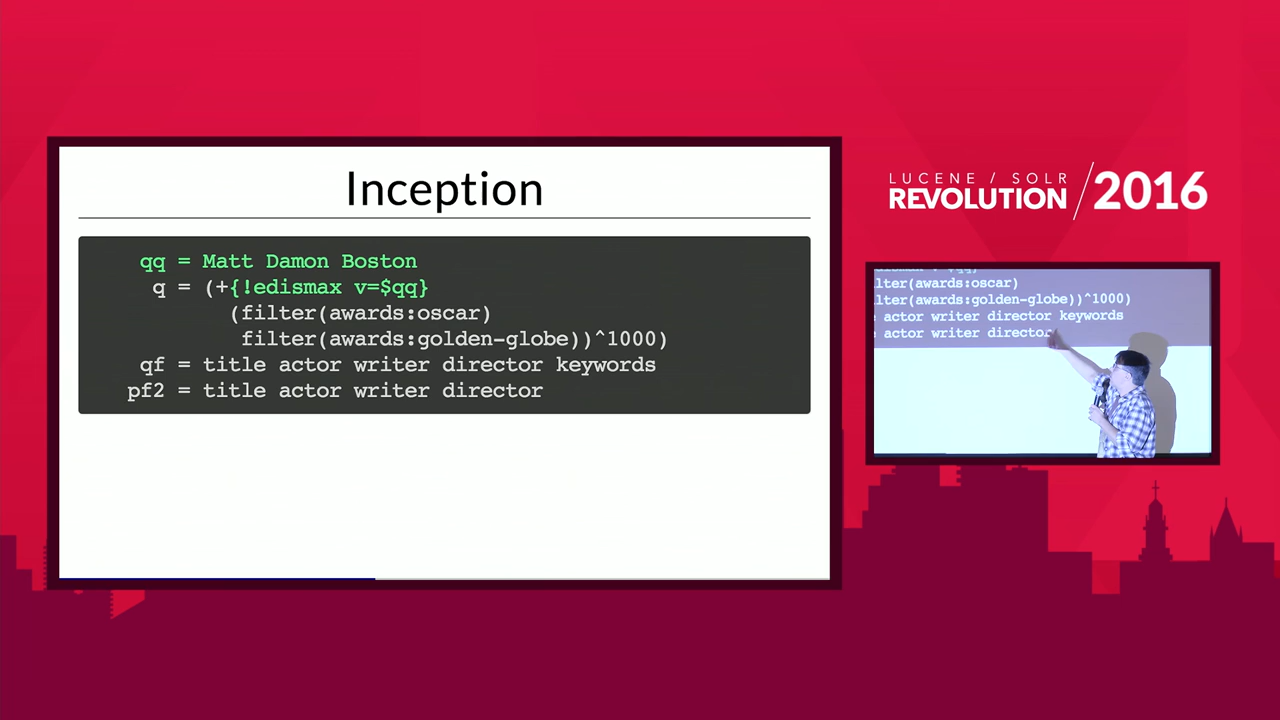 Inception
qq = Matt Damon Boston
q = (+{!edismax v=$qq}
(filter(awards:oscar)
filter(awards:golden-globe))^1000)
qf = title actor writer director keywords
pf2 = title actor writer director
LUCENE / SOLR
REVOLUTION /2016
lter(awards:oscar)
lter(awards:golden-globe))^1000)
actor writer director keywords
actor writer director